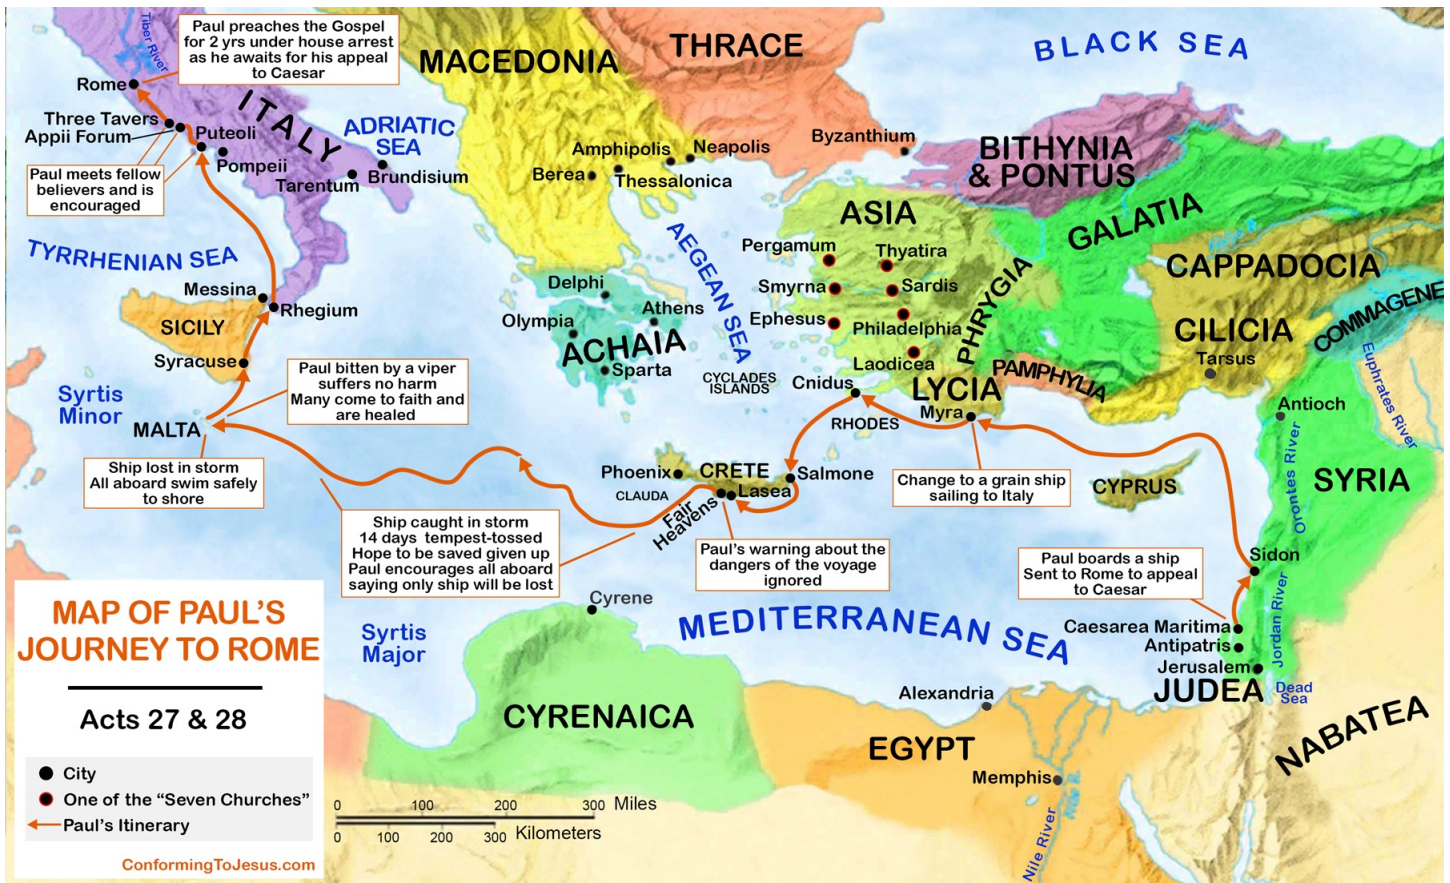 Tiber River
Paul preaches the Gospel
for 2 yrs under house arrest
as he awaits for his appeal
to Caesar
MACEDONIA
THRACE
BLACK SEA
Rome
ITALY
Three Tavers
Appii Forum
Puteoli
Pompeii
ADRIATIC
SEA
Tarentum
Brundisium
Paul meets fellow
believers and is
encouraged
Amphipolis
Neapolis
Berea
Thessalonica
Byzanthium
BITHYNIA
& PONTUS
ASIA
GALATIA
TYRRHENIAN SEA
AEGEAN SEA
Pergamum
Thyatira
Smyrna
Sardis
Ephesus
Philadelphia
Laodicea
PHRYGIA
CAPPADOCIA
COMMAGENE
CILICIA
Tarsus
Messina
Rhegium
SICILY
Syracuse
Delphi
Athens
Olympia
ACHAIA
Sparta
CYCLADES
ISLANDS
Cnidus
LYCIA
PAMPHYLIA
Myra
RHODES
Euphrates River
Antioch
Orontes River
SYRIA
Syrtis
Minor
MALTA
Paul bitten by a viper
suffers no harm
Many come to faith and
are healed
Ship lost in storm
All aboard swim safely
to shore
Phoenix
CRETE
Salmone
CLAUDA
Lasea
Fair
Heavens
Change to a grain ship
sailing to Italy
CYPRUS
Ship caught in storm
14 days tempest-tossed
Hope to be saved given up
Paul encourages all aboard
saying only ship will be lost
Paul's warning about the
dangers of the voyage
ignored
Paul boards a ship
Sent to Rome to appeal
to Caesar
Sidon
Caesarea Maritima
Antipatris
Jerusalem
Jordan River
JUDEA
Dead
Sea
NABATEA
Cyrene
Syrtis
Major
MEDITERRANEAN SEA
CYRENAICA
Alexandria
EGYPT
Memphis
Nile R.
Nile River
MAP OF PAUL'S
JOURNEY TO ROME
Acts 27 & 28
City
One of the "Seven Churches"
Paul's Itinerary
ConformingToJesus.com
0 100 200 300 Miles
0 100 200 300 Kilometers